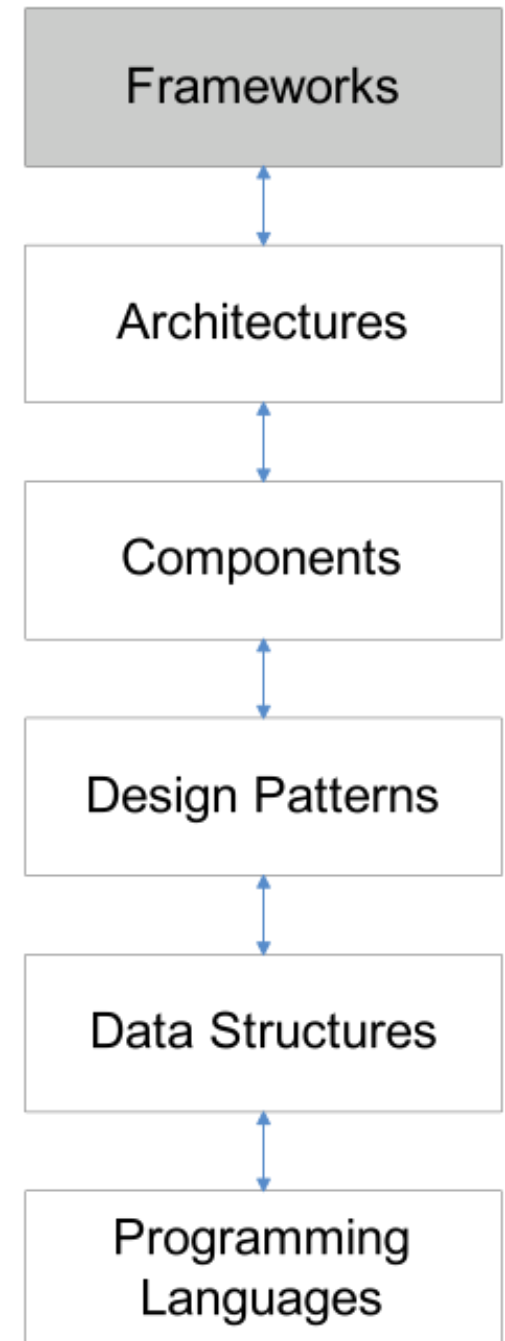 Frameworks
Architectures
Components
Design Patterns
Data Structures
Programming
Languages